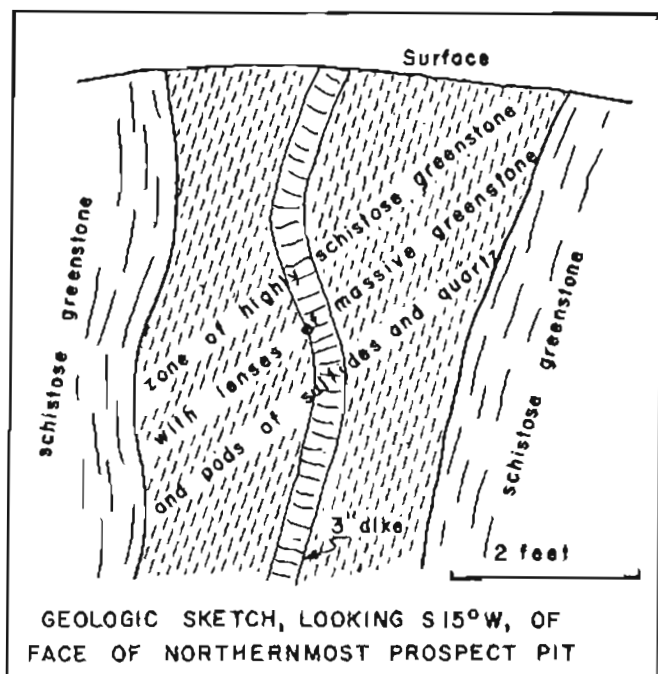 Surface
schistose greenstone
zone of highly schistose greenstone
with lenses of massive greenstone
and pods of sulfides and quartz
schistose greenstone
3" dike
2 feet
GEOLOGIC SKETCH, LOOKING S 15° W, OF
FACE OF NORTHERNMOST PROSPECT PIT